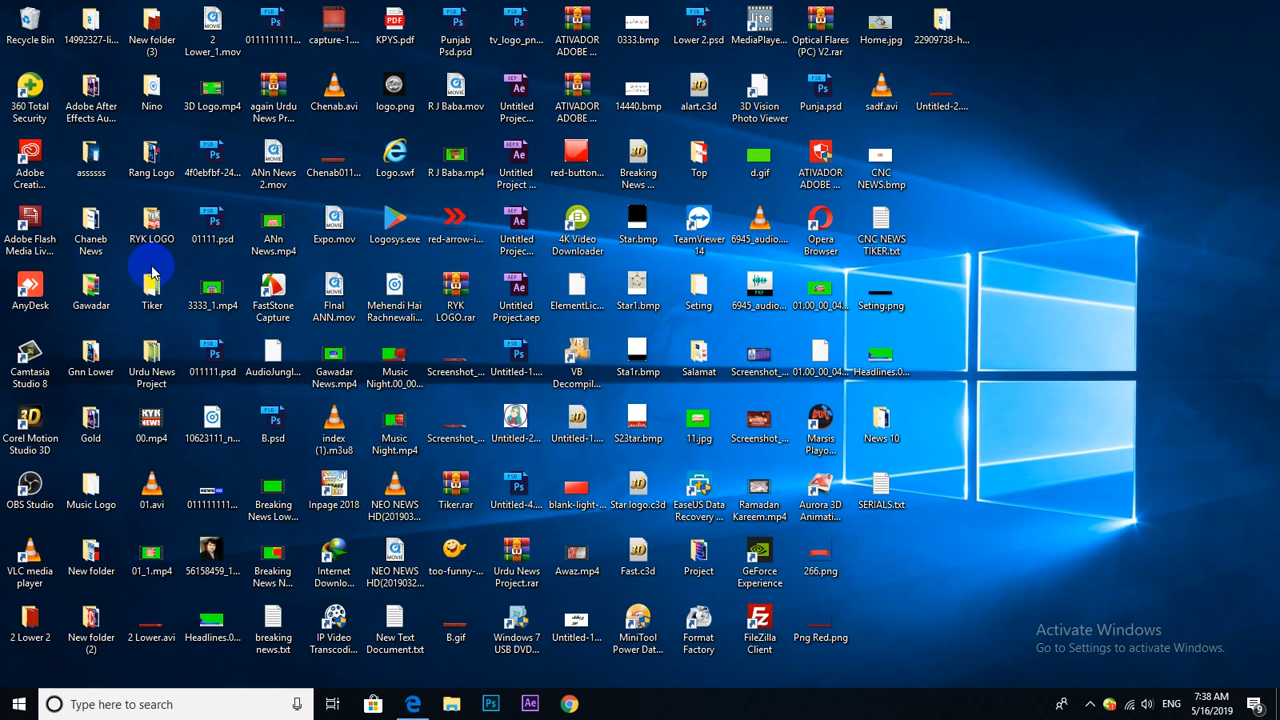 Recycle Bin
14992327-li...
New folder
(3)
2
Lower_1.mov
0111111111...
capture-1....
KPYS.pdf
Punjab
Psd.psd
tv_logo_pn...
ATIVADOR
ADOBE ...
0333.bmp
Lower 2.psd
MediaPlaye...
Optical Flares
(PC) V2.rar
Home.jpg
22909738-h...
360 Total
Security
Adobe After
Effects Au...
Nino
3D Logo.mp4
again Urdu
News Pr...
Chenab.avi
logo.png
R J Baba.mov
Untitled
Projec...
ATIVADOR
ADOBE ...
14440.bmp
alart.c3d
3D Vision
Photo Viewer
Punja.psd
sadf.avi
Untitled-2....
Adobe
Creati...
assssss
Rang Logo
4f0ebfbf-24...
ANn News
2.mov
Chenab011...
Logo.swf
R J Baba.mp4
Untitled
Project ...
red-button...
Breaking
News ...
Top
d.gif
ATIVADOR
ADOBE ...
CNC
NEWS.bmp
Adobe Flash
Media Liv...
Chaneb
News
RYK LOGO
01111.psd
ANn
News.mp4
Expo.mov
Logosys.exe
red-arrow-i...
Untitled
Projec...
4K Video
Downloader
Star.bmp
TeamViewer
14
6945_audio....
Opera
Browser
CNC NEWS
TIKER.txt
AnyDesk
Gawadar
Tiker
3333_1.mp4
FastStone
Capture
FInal
ANN.mov
Mehendi Hai
Rachnewali...
RYK
LOGO.rar
Untitled
Project.aep
ElementLic...
Star1.bmp
Seting
6945_audio...
01.00_00_04...
Seting.png
Camtasia
Studio 8
Gnn Lower
Urdu News
Project
011111.psd
AudioJungl...
Gawadar
News.mp4
Music
Night.00_00...
Screenshot_...
Untitled-1....
VB
Decompil...
Sta1r.bmp
Salamat
Screenshot_...
01.00_00_04...
Headlines.0...
Corel Motion
Studio 3D
Gold
00.mp4
10623111_n...
B.psd
index
(1).m3u8
Music
Night.mp4
Screenshot_...
Untitled-2...
Untitled-1....
S23tar.bmp
11.jpg
Screenshot_...
Marsis
Playo...
News 10
OBS Studio
Music Logo
01.avi
011111111...
Breaking
News Low...
Inpage 2018
NEO NEWS
HD(201903...
Tiker.rar
Untitled-4....
blank-light-...
Star logo.c3d
EaseUS Data
Recovery ...
Ramadan
Kareem.mp4
Aurora 3D
Animati...
SERIALS.txt
VLC media
player
New folder
01_1.mp4
56158459_1...
Breaking
News N...
Internet
Downlo...
NEO NEWS
HD(2019032...
too-funny-...
Urdu News
Project.rar
Awaz.mp4
Fast.c3d
Project
GeForce
Experience
266.png
2 Lower 2
New folder
(2)
2 Lower.avi
Headlines.0...
breaking
news.txt
IP Video
Transcodi...
New Text
Document.txt
B.gif
Windows 7
USB DVD...
Untitled-1...
MiniTool
Power Dat...
Format
Factory
FileZilla
Client
Png Red.png
Activate Windows
Go to Settings to activate Windows.
Type here to search
ENG
7:38 AM
5/16/2019